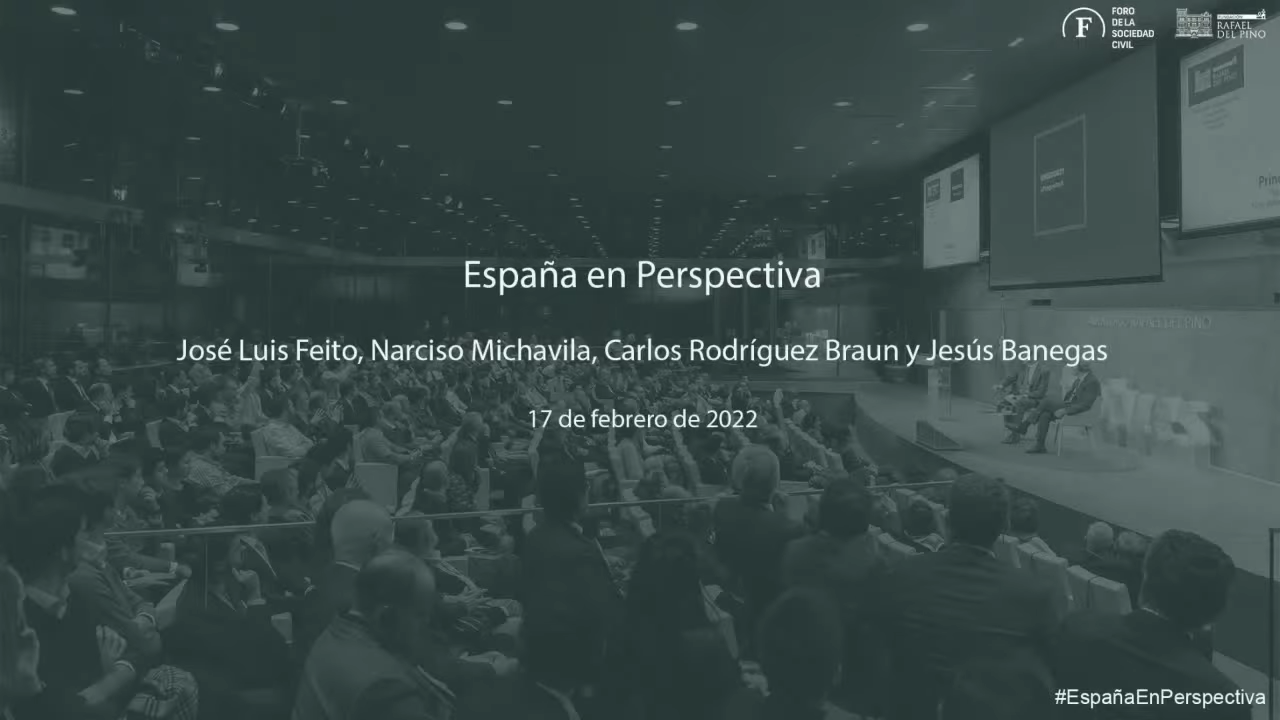 FORO
DE LA
SOCIEDAD
CIVIL
F
FUNDACIÓN
RAFAEL
DEL PINO
España en Perspectiva
José Luis Feito, Narciso Michavila, Carlos Rodríguez Braun y Jesús Banegas
17 de febrero de 2022
#EspañaEnPerspectiva